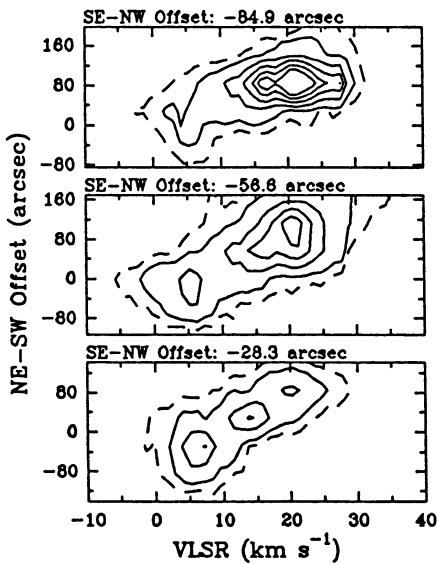 SE-NW Offset: -84.9 arcsec
160
80
0
-80
SE-NW Offset: -56.6 arcsec
160
80
0
-80
SE-NW Offset: -28.3 arcsec
80
0
-80
-10 0 10 20 30 40
VLSR (km s⁻¹)
NE-SW Offset (arcsec)